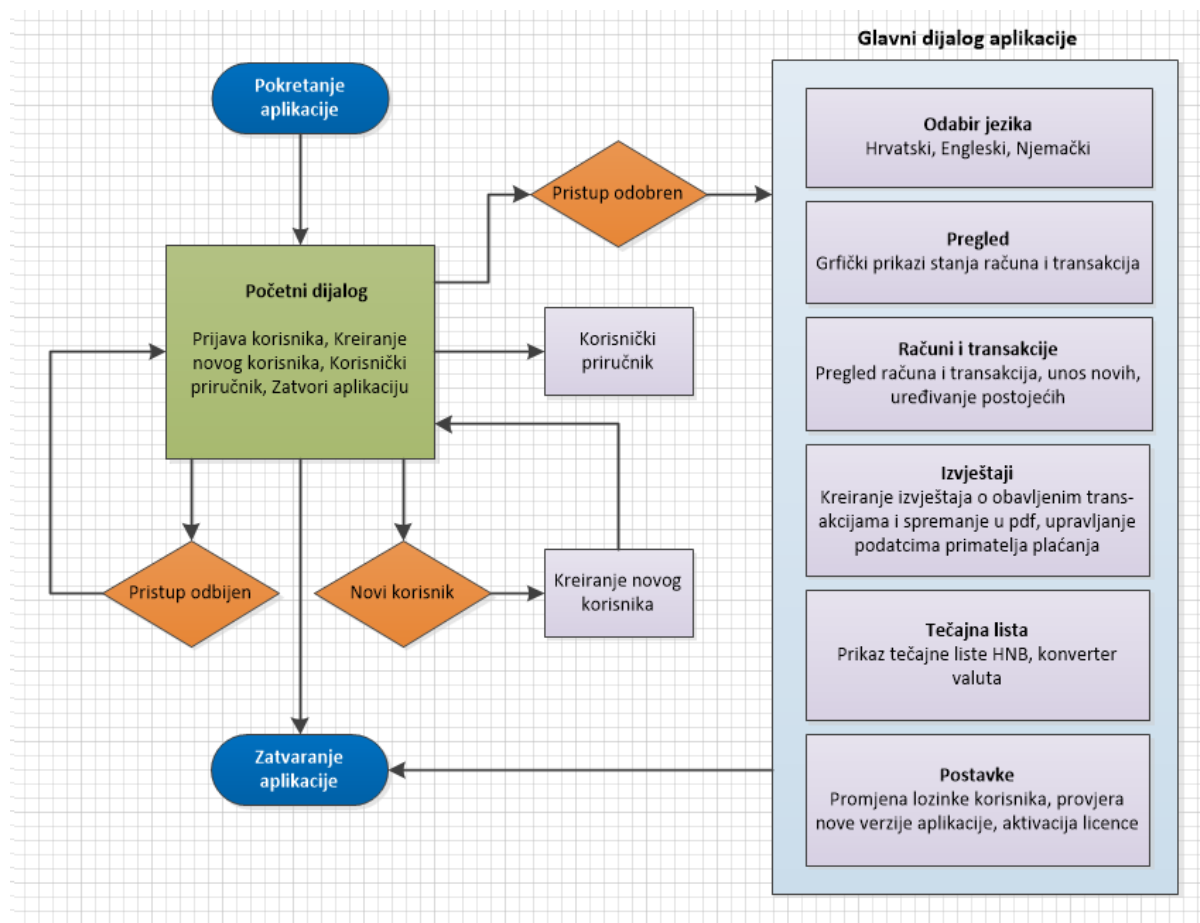 Glavni dijalog aplikacije
Pokretanje
aplikacije
Pristup odobren
Početni dijalog
Prijava korisnika, Kreiranje
novog korisnika, Korisnički
priručnik, Zatvori aplikaciju
Korisnički
priručnik
Pristup odbijen
Novi korisnik
Kreiranje novog
korisnika
Zatvaranje
aplikacije
Odabir jezika
Hrvatski, Engleski, Njemački
Pregled
Grfički prikazi stanja računa i transakcija
Računi i transakcije
Pregled računa i transakcija, unos novih,
uređivanje postojećih
Izvještaji
Kreiranje izvještaja o obavljenim trans-
akcijama i spremanje u pdf, upravljanje
podatcima primatelja plaćanja
Tečajna lista
Prikaz tečajne liste HNB, konverter
valuta
Postavke
Promjena lozinke korisnika, provjera
nove verzije aplikacije, aktivacija licence